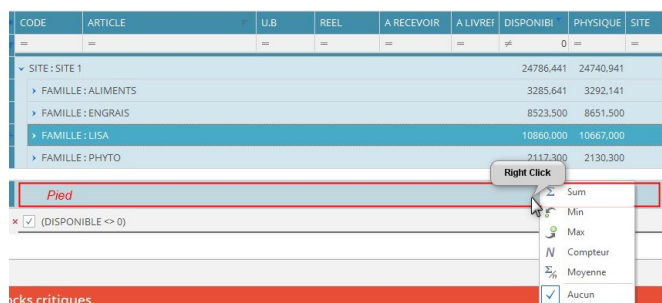 CODE ARTICLE U.B REEL A RECEVOIR A LIVRER DISPONIBI PHYSIQUE SITE
= = = = = = ≠ 0 = =
SITE : SITE 1 24786,441 24740,941
FAMILLE : ALIMENTS 3285,641 3292,141
FAMILLE : ENGRAIS 8523,500 8651,500
FAMILLE : LISA 10860,000 10667,000
FAMILLE : PHYTO 2117,300 2130,300
Right Click
Pied
Sum
(DISPONIBLE <> 0)
Min
Max
N Compteur
Moyenne
Aucun
cks critiques